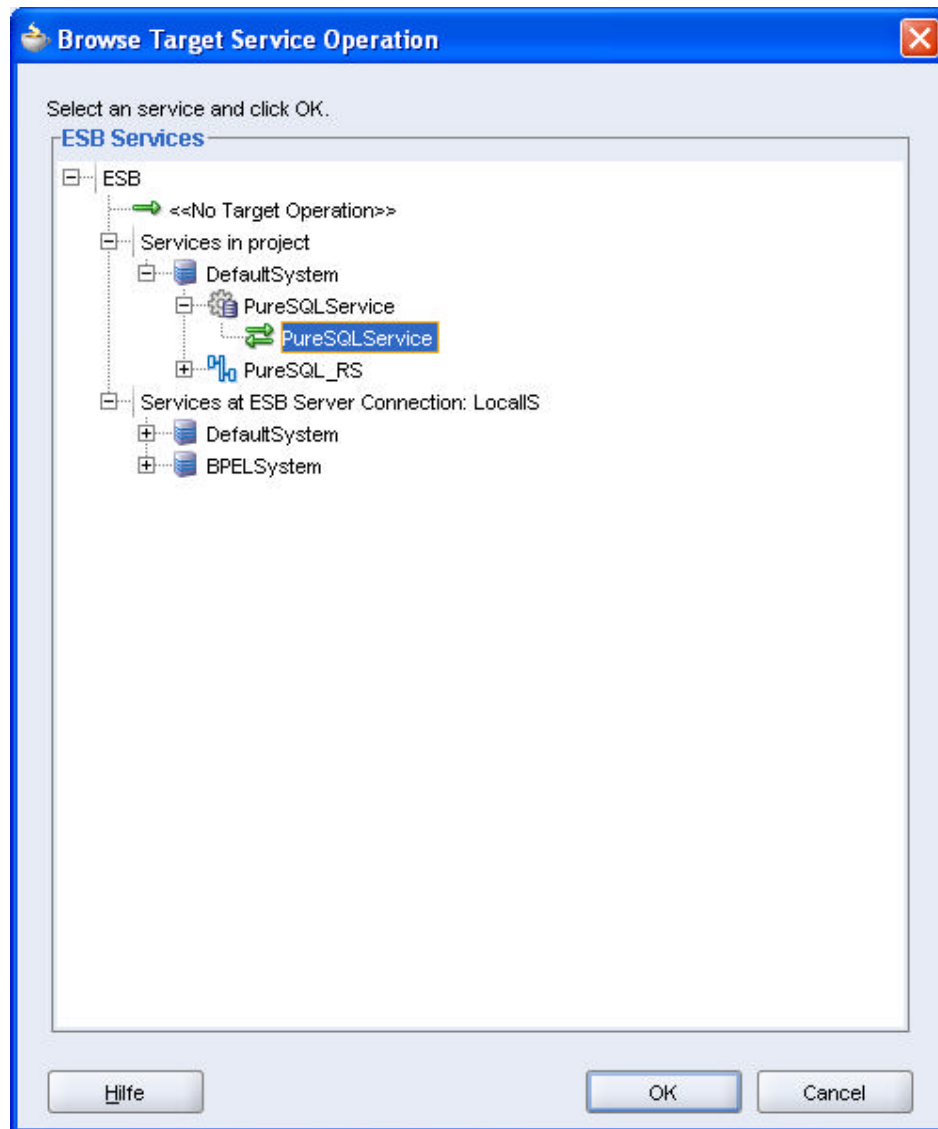 Browse Target Service Operation
Select an service and click OK.
ESB Services
ESB
<<No Target Operation>>
Services in project
DefaultSystem
PureSQLService
PureSQLService
PureSQL_RS
Services at ESB Server Connection: LocalIS
DefaultSystem
BPELSystem
Hilfe
OK
Cancel